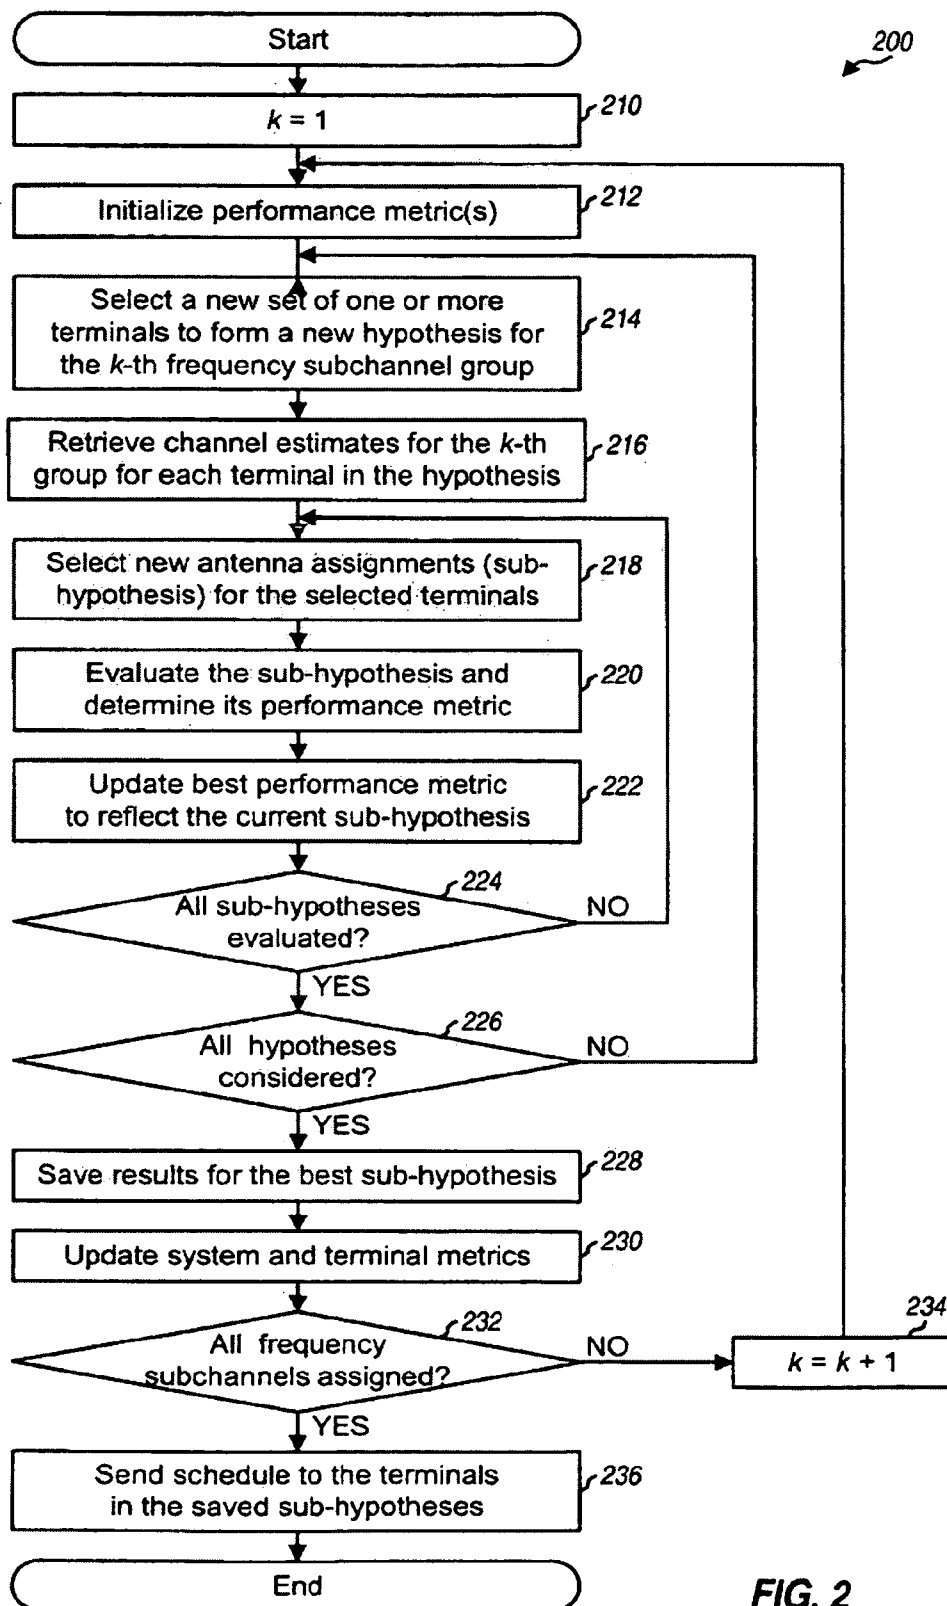 Start
200
k = 1
210
Initialize performance metric(s)
212
Select a new set of one or more
terminals to form a new hypothesis for
the k-th frequency subchannel group
214
Retrieve channel estimates for the k-th
group for each terminal in the hypothesis
216
Select new antenna assignments (sub-
hypothesis) for the selected terminals
218
Evaluate the sub-hypothesis and
determine its performance metric
220
Update best performance metric
to reflect the current sub-hypothesis
222
224
All sub-hypotheses
evaluated?
NO
YES
226
All hypotheses
considered?
NO
YES
Save results for the best sub-hypothesis
228
Update system and terminal metrics
230
232
All frequency
subchannels assigned?
NO
234
k = k + 1
YES
Send schedule to the terminals
in the saved sub-hypotheses
236
End
FIG. 2